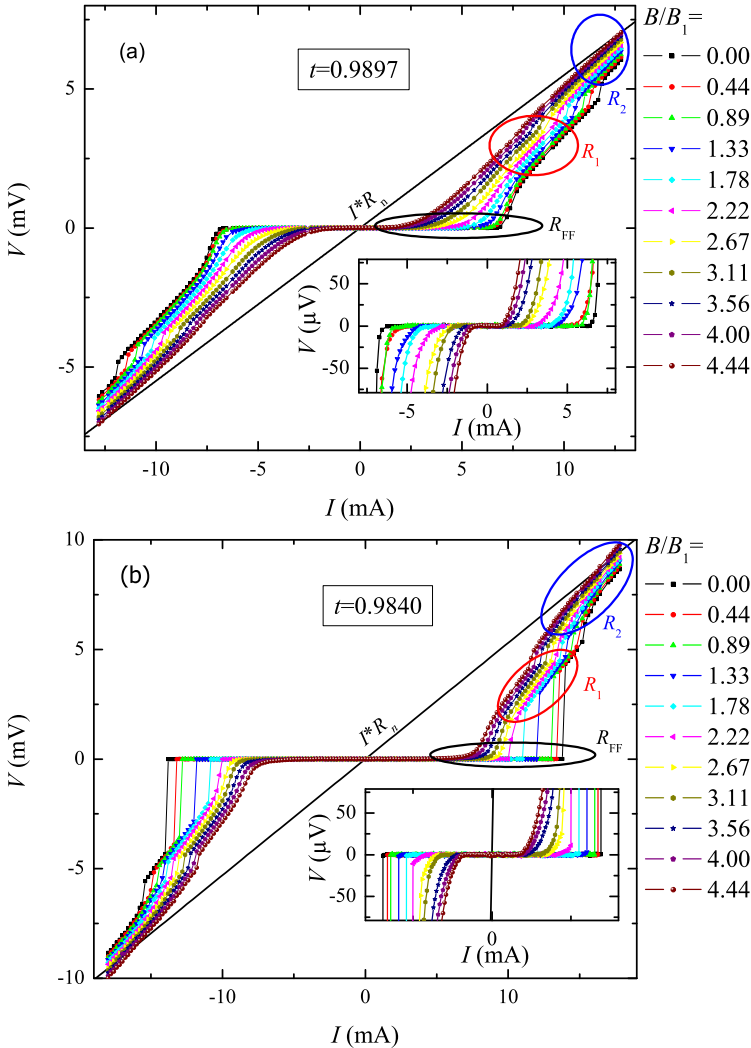 (a)
t=0.9897
B/B1=
0.00
0.44
0.89
1.33
1.78
2.22
2.67
3.11
3.56
4.00
4.44
R2
R1
I*Rn
RFF
V (mV)
5
0
-5
-10
-5
0
5
10
I (mA)
V (μV)
50
0
-50
-5
0
5
I (mA)
(b)
t=0.9840
B/B1=
0.00
0.44
0.89
1.33
1.78
2.22
2.67
3.11
3.56
4.00
4.44
R2
R1
I*Rn
RFF
V (mV)
10
5
0
-5
-10
-10
0
10
I (mA)
V (μV)
50
0
-50
0
I (mA)